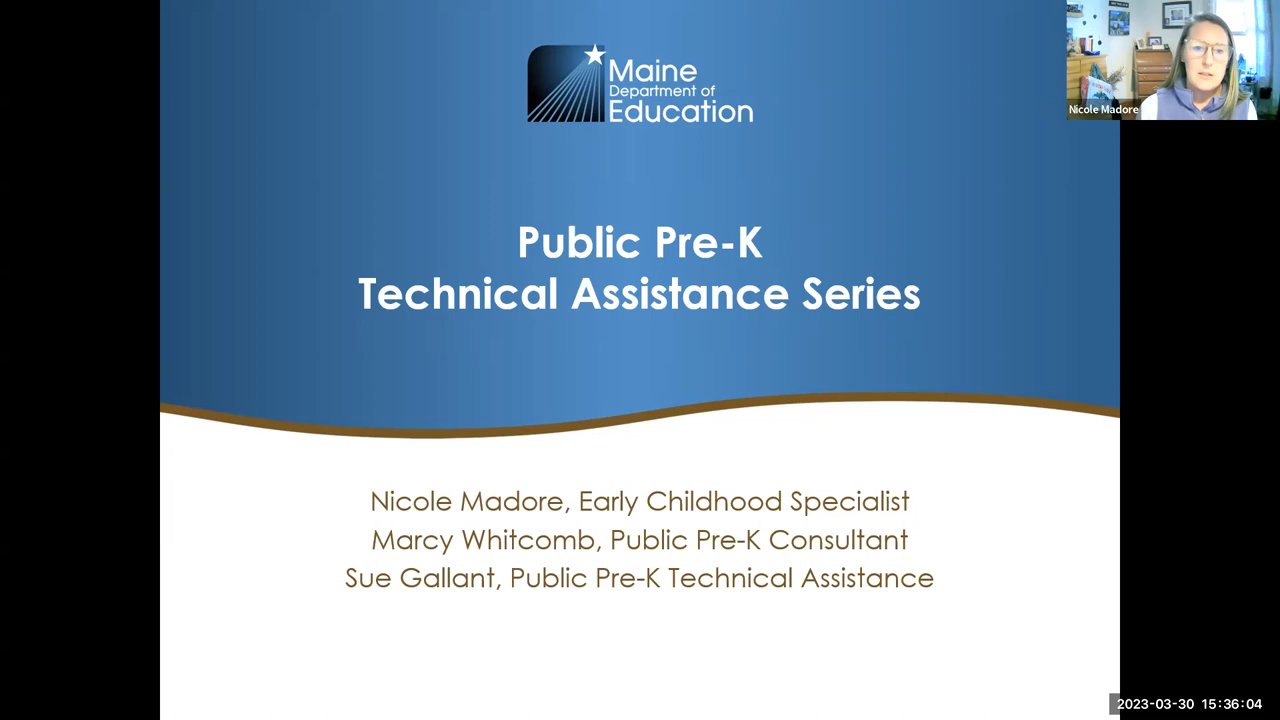 Maine
Department of
Education
Nicole Madore
Public Pre-K
Technical Assistance Series
Nicole Madore, Early Childhood Specialist
Marcy Whitcomb, Public Pre-K Consultant
Sue Gallant, Public Pre-K Technical Assistance
2023-03-30 15:36:04